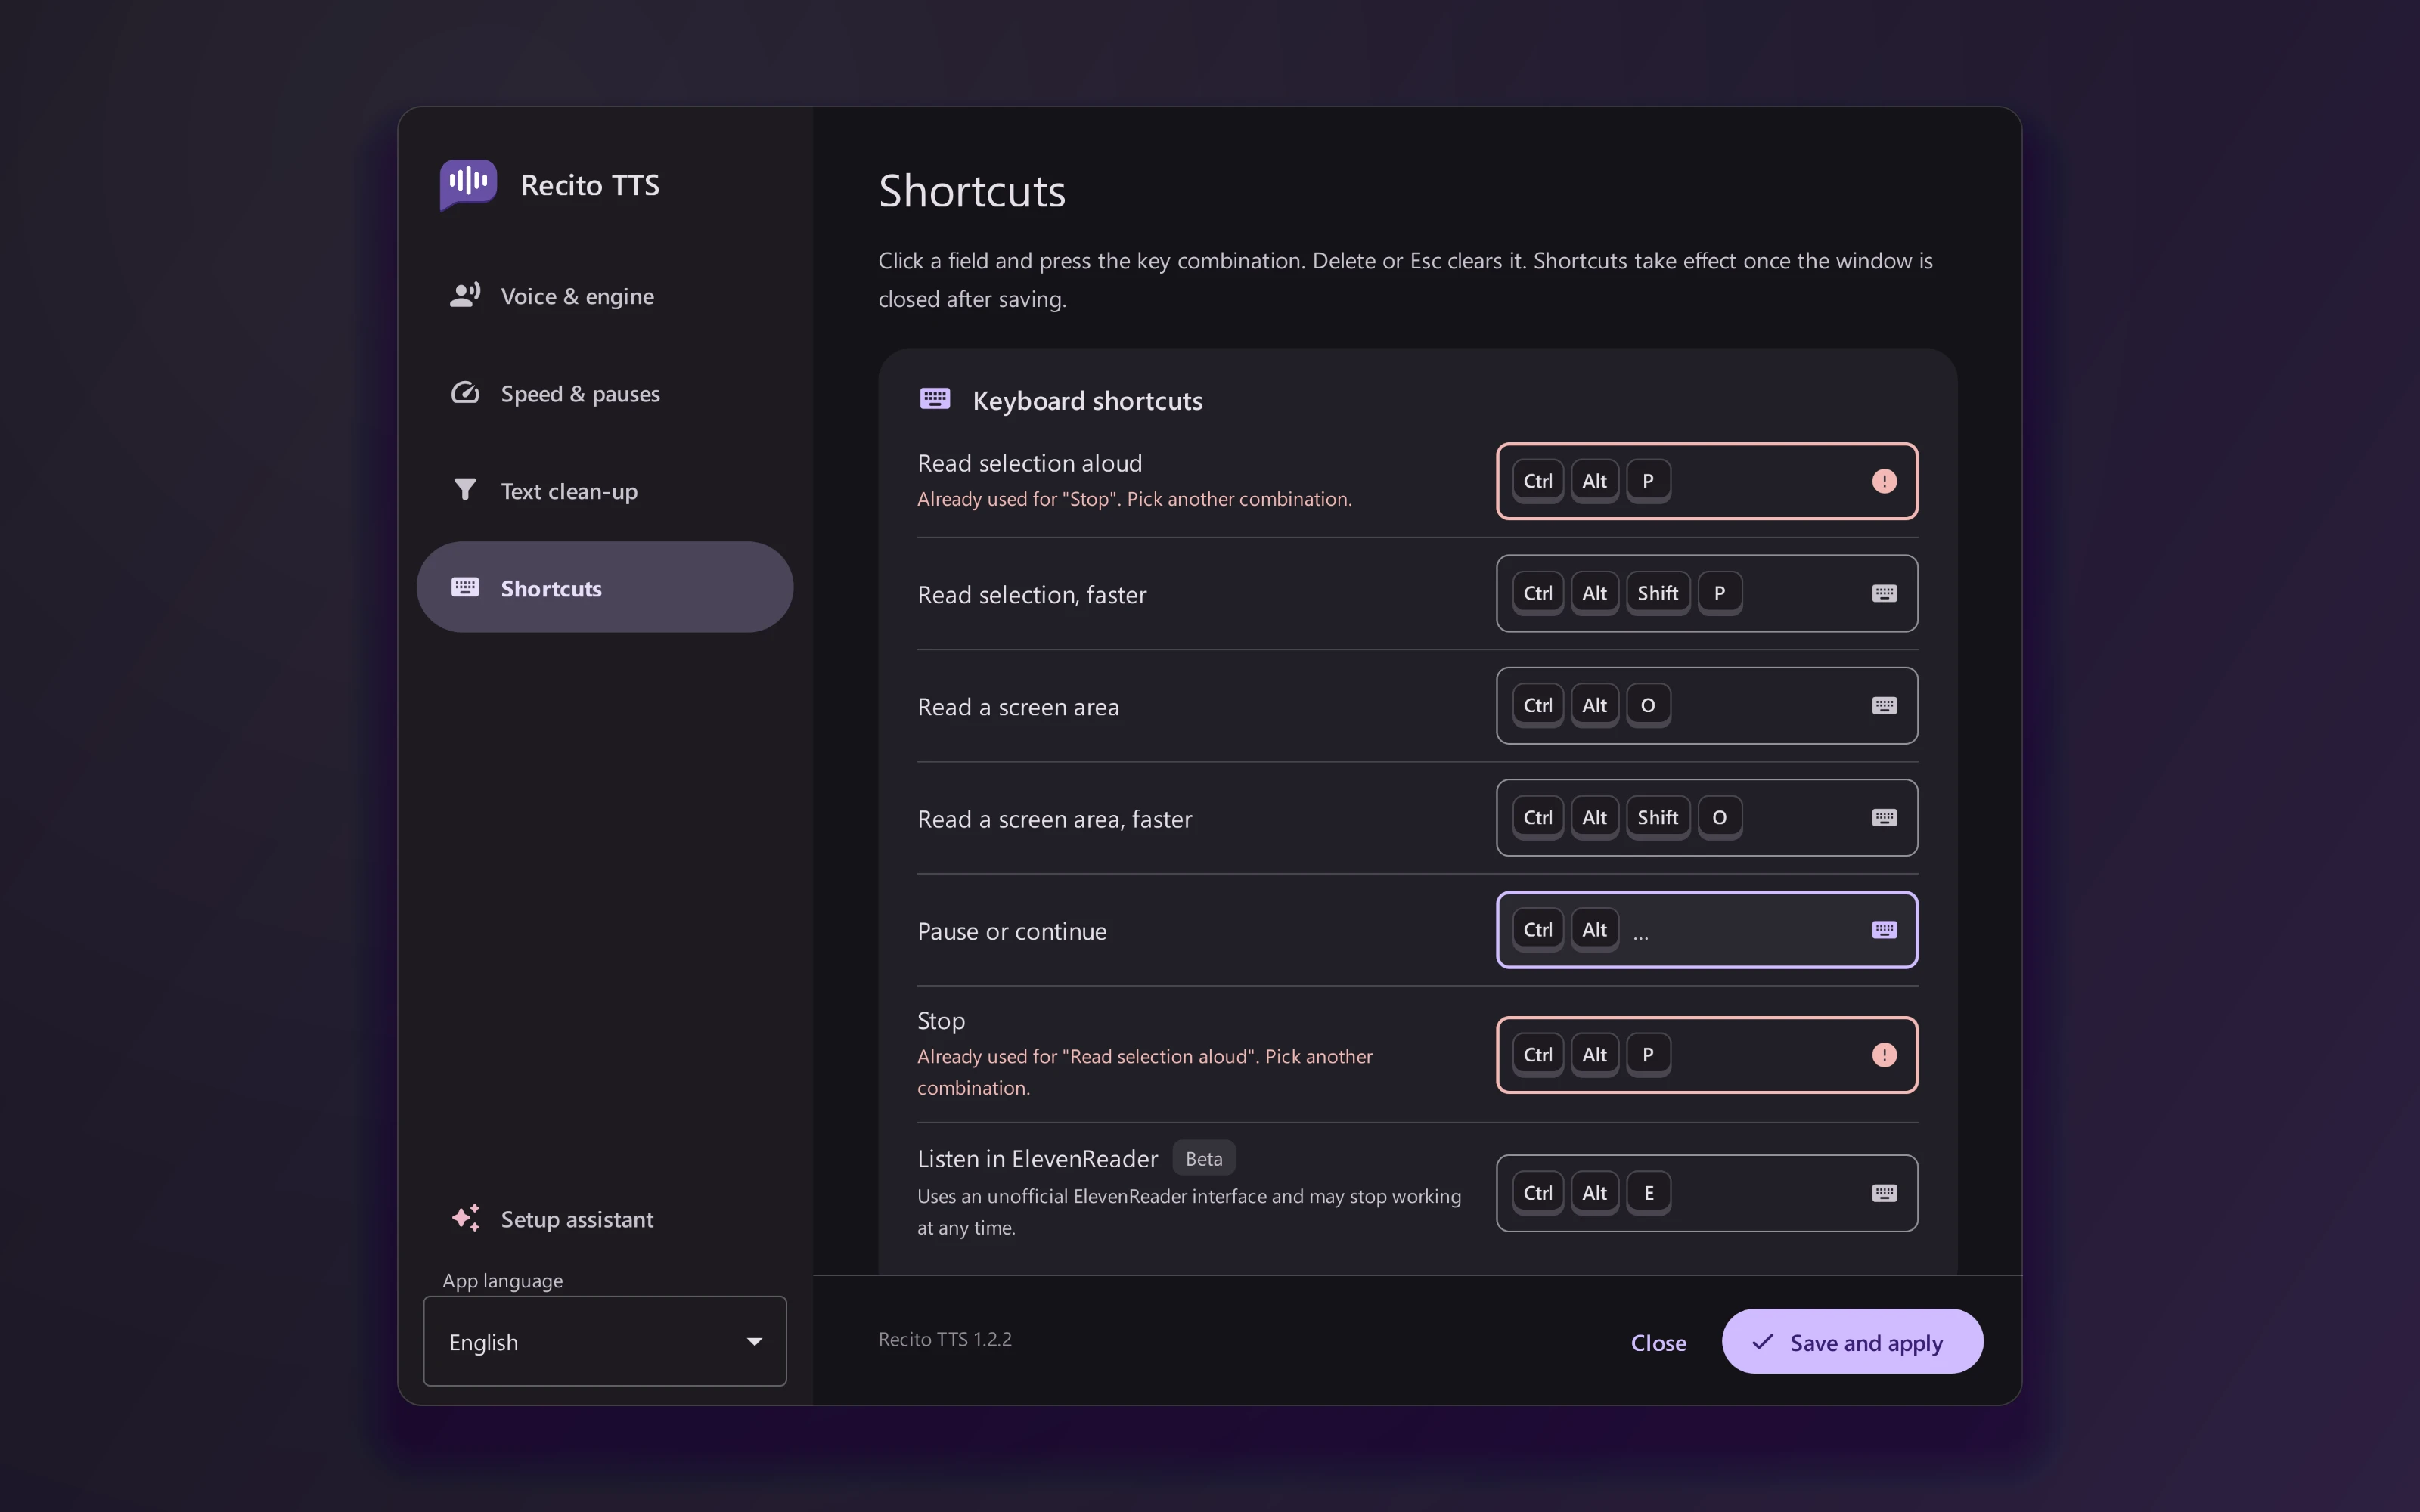 Recito TTS
Voice & engine
Speed & pauses
Text clean-up
Shortcuts
Setup assistant
App language
English
Shortcuts
Click a field and press the key combination. Delete or Esc clears it. Shortcuts take effect once the window is
closed after saving.
Keyboard shortcuts
Read selection aloud
Already used for "Stop". Pick another combination.
Ctrl Alt P
Read selection, faster
Ctrl Alt Shift P
Read a screen area
Ctrl Alt O
Read a screen area, faster
Ctrl Alt Shift O
Pause or continue
Ctrl Alt ...
Stop
Already used for "Read selection aloud". Pick another
combination.
Ctrl Alt P
Listen in ElevenReader Beta
Uses an unofficial ElevenReader interface and may stop working
at any time.
Ctrl Alt E
Recito TTS 1.2.2
Close
Save and apply